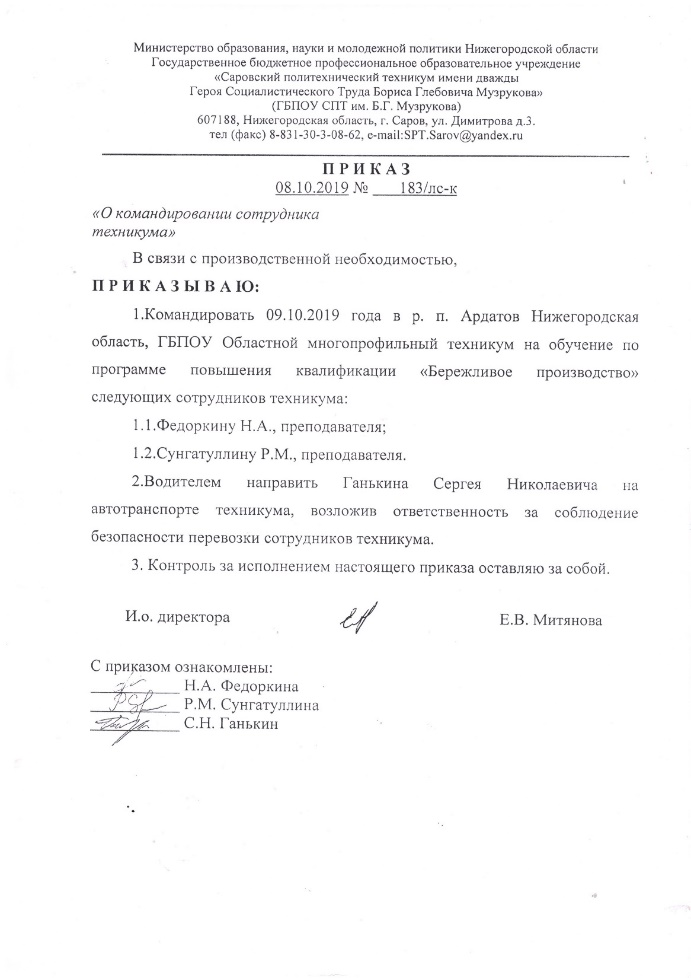 Министерство образования, науки и молодежной политики Нижегородской области
Государственное бюджетное профессиональное образовательное учреждение
«Саровский политехнический техникум имени дважды
Героя Социалистического Труда Бориса Глебовича Музрукова»
(ГБПОУ СПТ им. Б.Г. Музрукова)
607188, Нижегородская область, г. Саров, ул. Димитрова д.3.
тел (факс) 8-831-30-3-08-62, e-mail:SPT.Sarov@yandex.ru
П Р И К А З
08.10.2019 № 183/лс-к
«О командировании сотрудника
техникума»
В связи с производственной необходимостью,
П Р И К А З Ы В А Ю:
1.Командировать 09.10.2019 года в р. п. Ардатов Нижегородская
область, ГБПОУ Областной многопрофильный техникум на обучение по
программе повышения квалификации «Бережливое производство»
следующих сотрудников техникума:
1.1.Федоркину Н.А., преподавателя;
1.2.Сунгатуллину Р.М., преподавателя.
2.Водителем направить Ганькина Сергея Николаевича на
автотранспорте техникума, возложив ответственность за соблюдение
безопасности перевозки сотрудников техникума.
3. Контроль за исполнением настоящего приказа оставляю за собой.
И.о. директора Е.В. Митянова
С приказом ознакомлены:
Н.А. Федоркина
Р.М. Сунгатуллина
С.Н. Ганькин